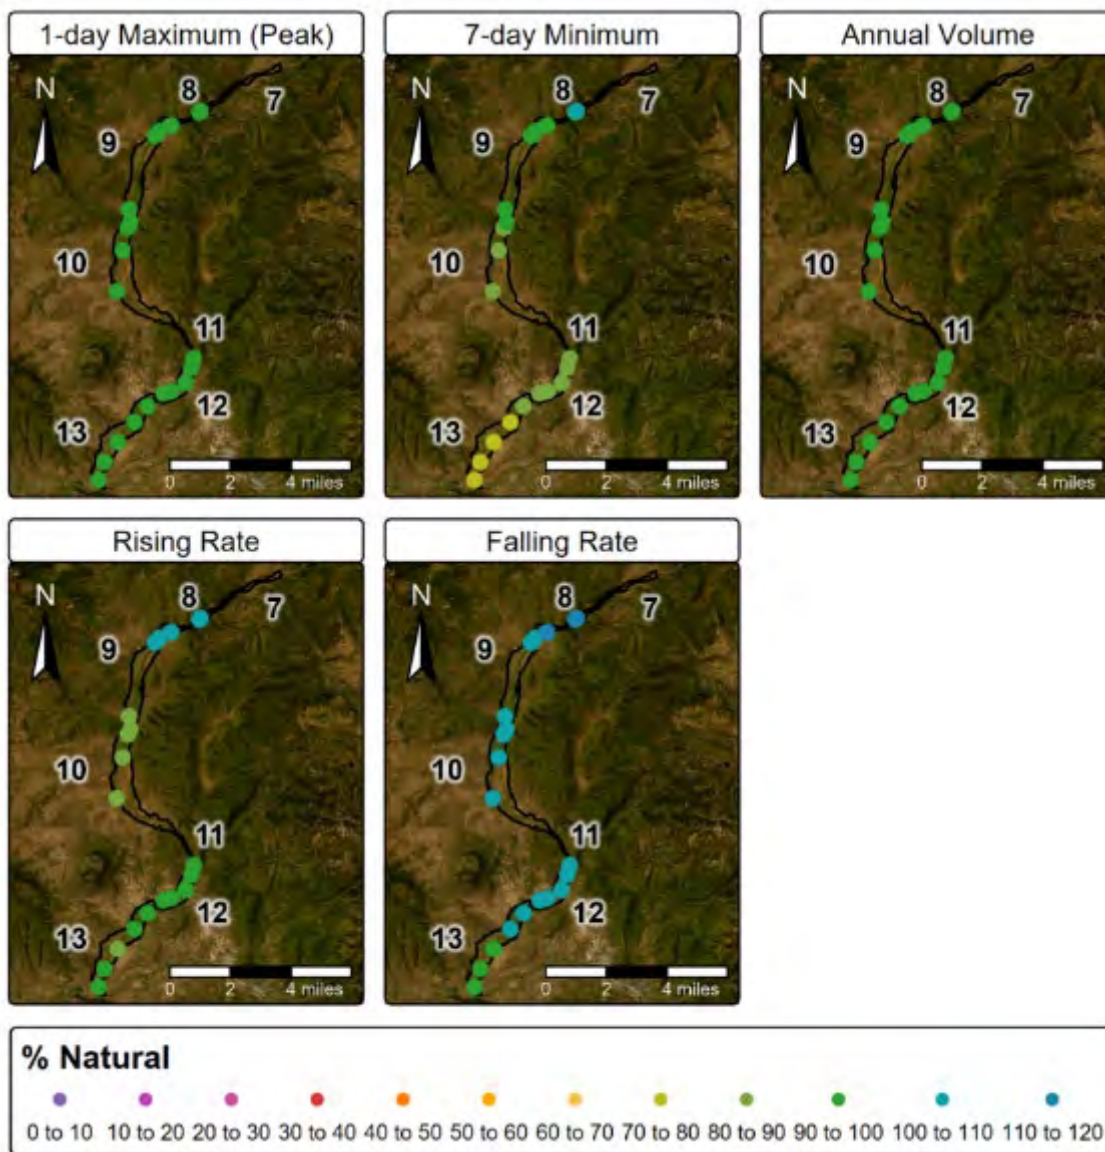 1-day Maximum (Peak)
7-day Minimum
Annual Volume
N
8
7
9
10
11
12
13
0 2 4 miles
N
8
7
9
10
11
12
13
0 2 4 miles
N
8
7
9
10
11
12
13
0 2 4 miles
Rising Rate
Falling Rate
N
8
7
9
10
11
12
13
0 2 4 miles
N
8
7
9
10
11
12
13
0 2 4 miles
% Natural
0 to 10 10 to 20 20 to 30 30 to 40 40 to 50 50 to 60 60 to 70 70 to 80 80 to 90 90 to 100 100 to 110 110 to 120